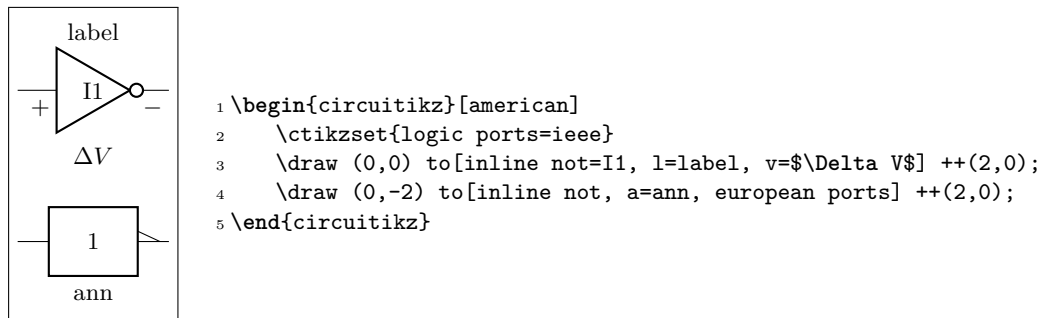 label
I1
+ −
ΔV
1
ann
1 \begin{circuitikz}[american]
2 \ctikzset{logic ports=ieee}
3 \draw (0,0) to[inline not=I1, l=label, v=$\Delta V$] ++(2,0);
4 \draw (0,-2) to[inline not, a=ann, european ports] ++(2,0);
5 \end{circuitikz}